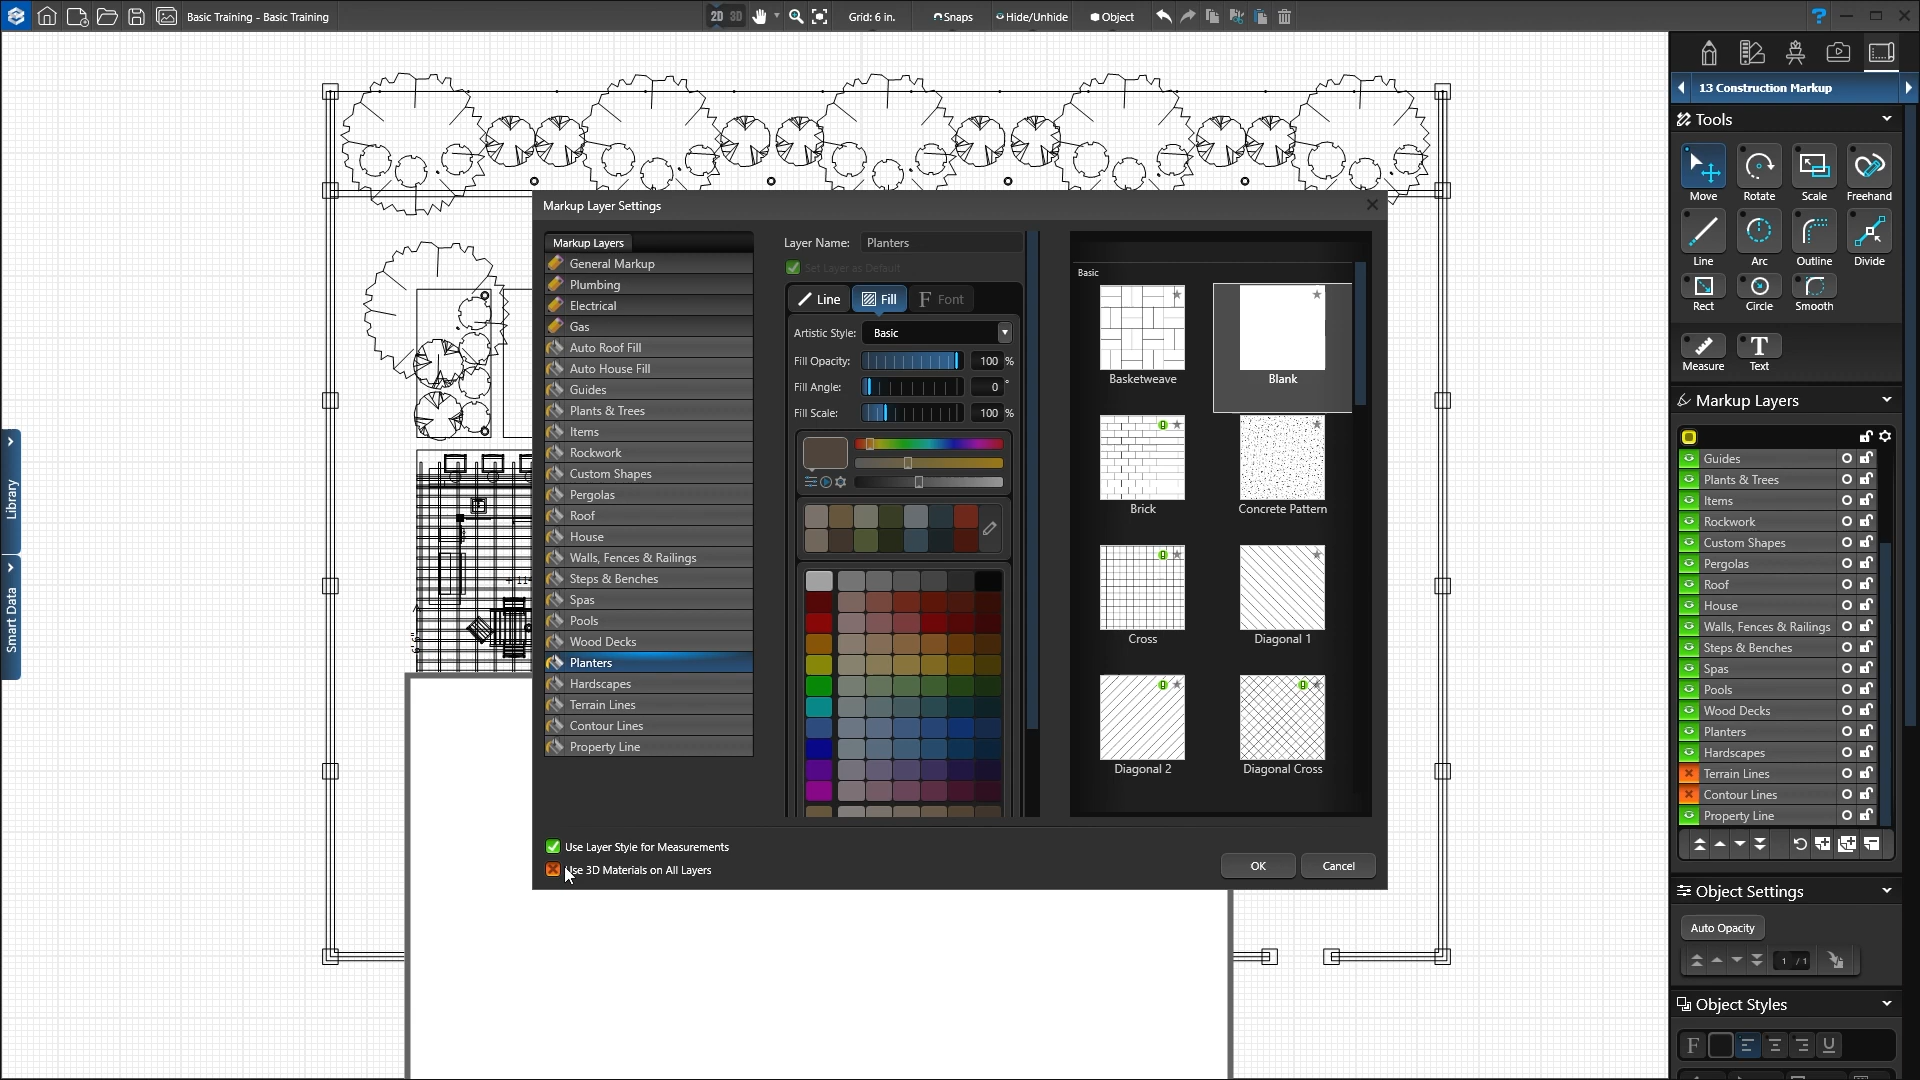 Basic Training - Basic Training
2D 3D
Grid: 6 in.
Snaps
Hide/Unhide
Object
?
13 Construction Markup
Tools
Move
Rotate
Scale
Freehand
Line
Arc
Outline
Divide
Rect
Circle
Smooth
Measure
Text
Markup Layers
Guides
Plants & Trees
Items
Rockwork
Custom Shapes
Pergolas
Roof
House
Walls, Fences & Railings
Steps & Benches
Spas
Pools
Wood Decks
Planters
Hardscapes
Terrain Lines
Contour Lines
Property Line
Object Settings
Auto Opacity
1 / 1
Object Styles
Library
Smart Data
Markup Layer Settings
Markup Layers
General Markup
Plumbing
Electrical
Gas
Auto Roof Fill
Auto House Fill
Guides
Plants & Trees
Items
Rockwork
Custom Shapes
Pergolas
Roof
House
Walls, Fences & Railings
Steps & Benches
Spas
Pools
Wood Decks
Planters
Hardscapes
Terrain Lines
Contour Lines
Property Line
Layer Name: Planters
Set Layer as Default
Line
Fill
F Font
Artistic Style: Basic
Fill Opacity: 100 %
Fill Angle: 0 °
Fill Scale: 100 %
Basic
Basketweave
Blank
Brick
Concrete Pattern
Cross
Diagonal 1
Diagonal 2
Diagonal Cross
Use Layer Style for Measurements
Use 3D Materials on All Layers
OK
Cancel